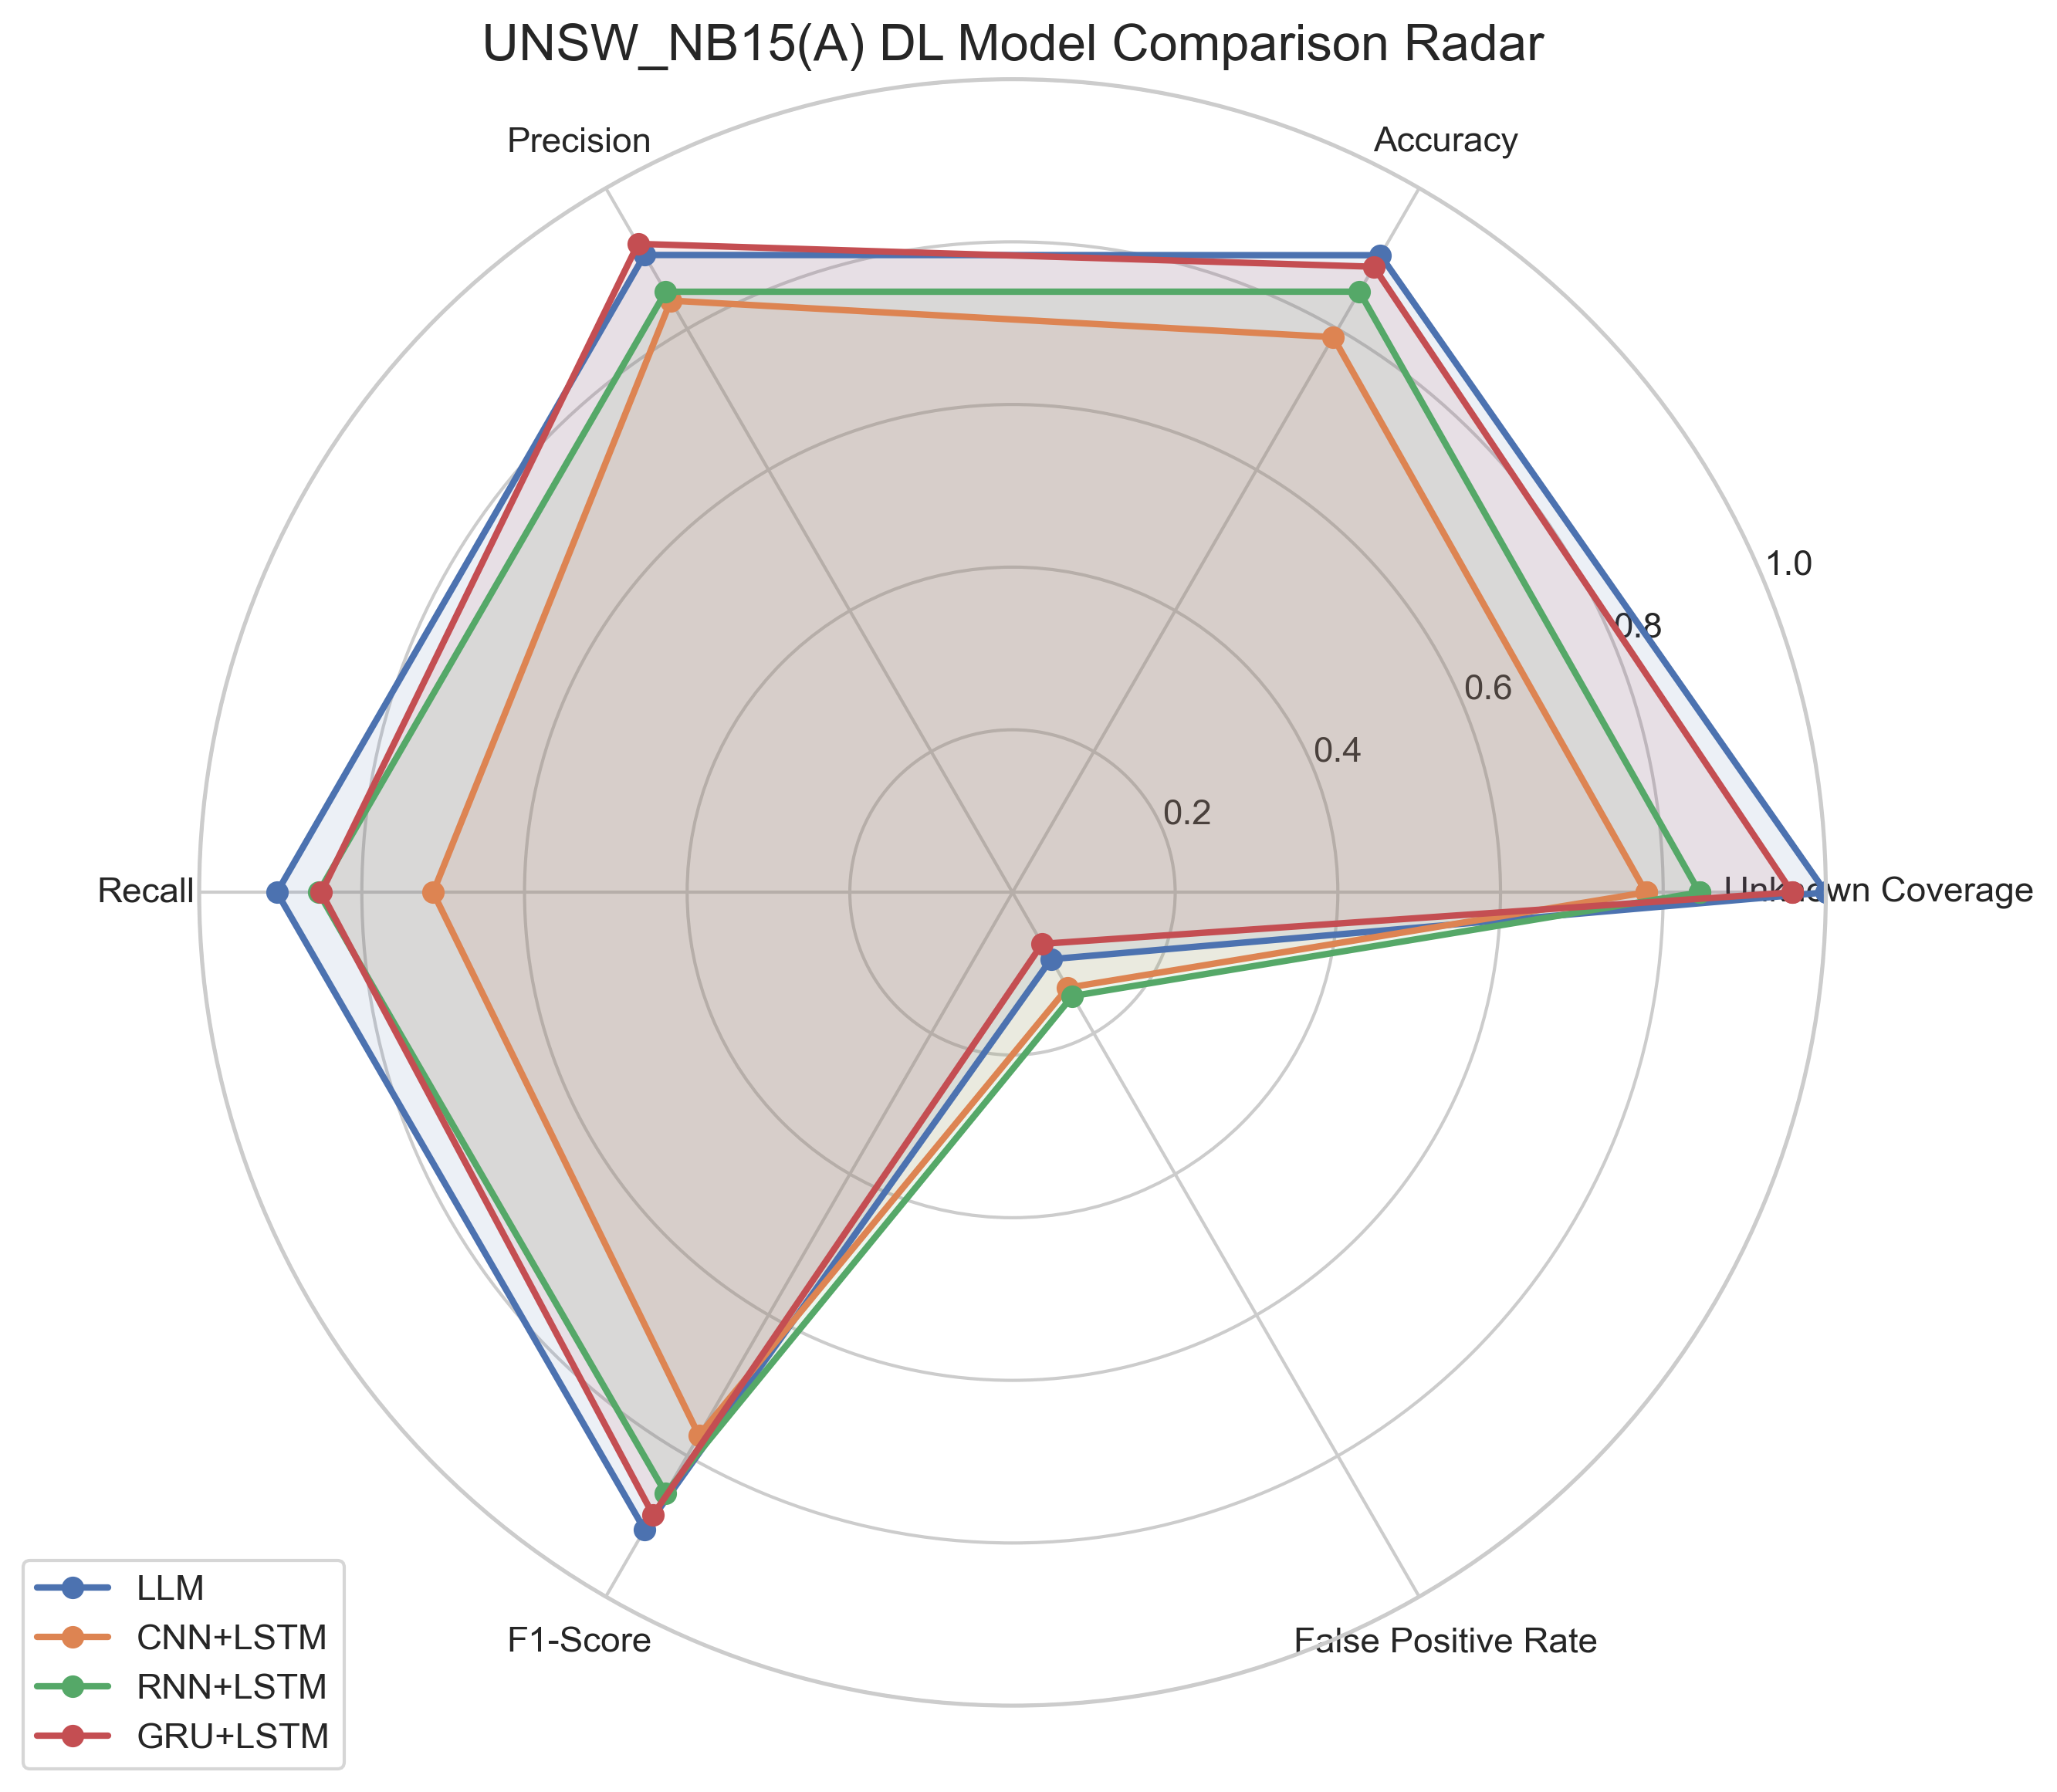 UNSW_NB15(A) DL Model Comparison Radar
Precision
Accuracy
1.0
0.8
0.6
0.4
0.2
Recall
Unknown Coverage
F1-Score
False Positive Rate
LLM
CNN+LSTM
RNN+LSTM
GRU+LSTM